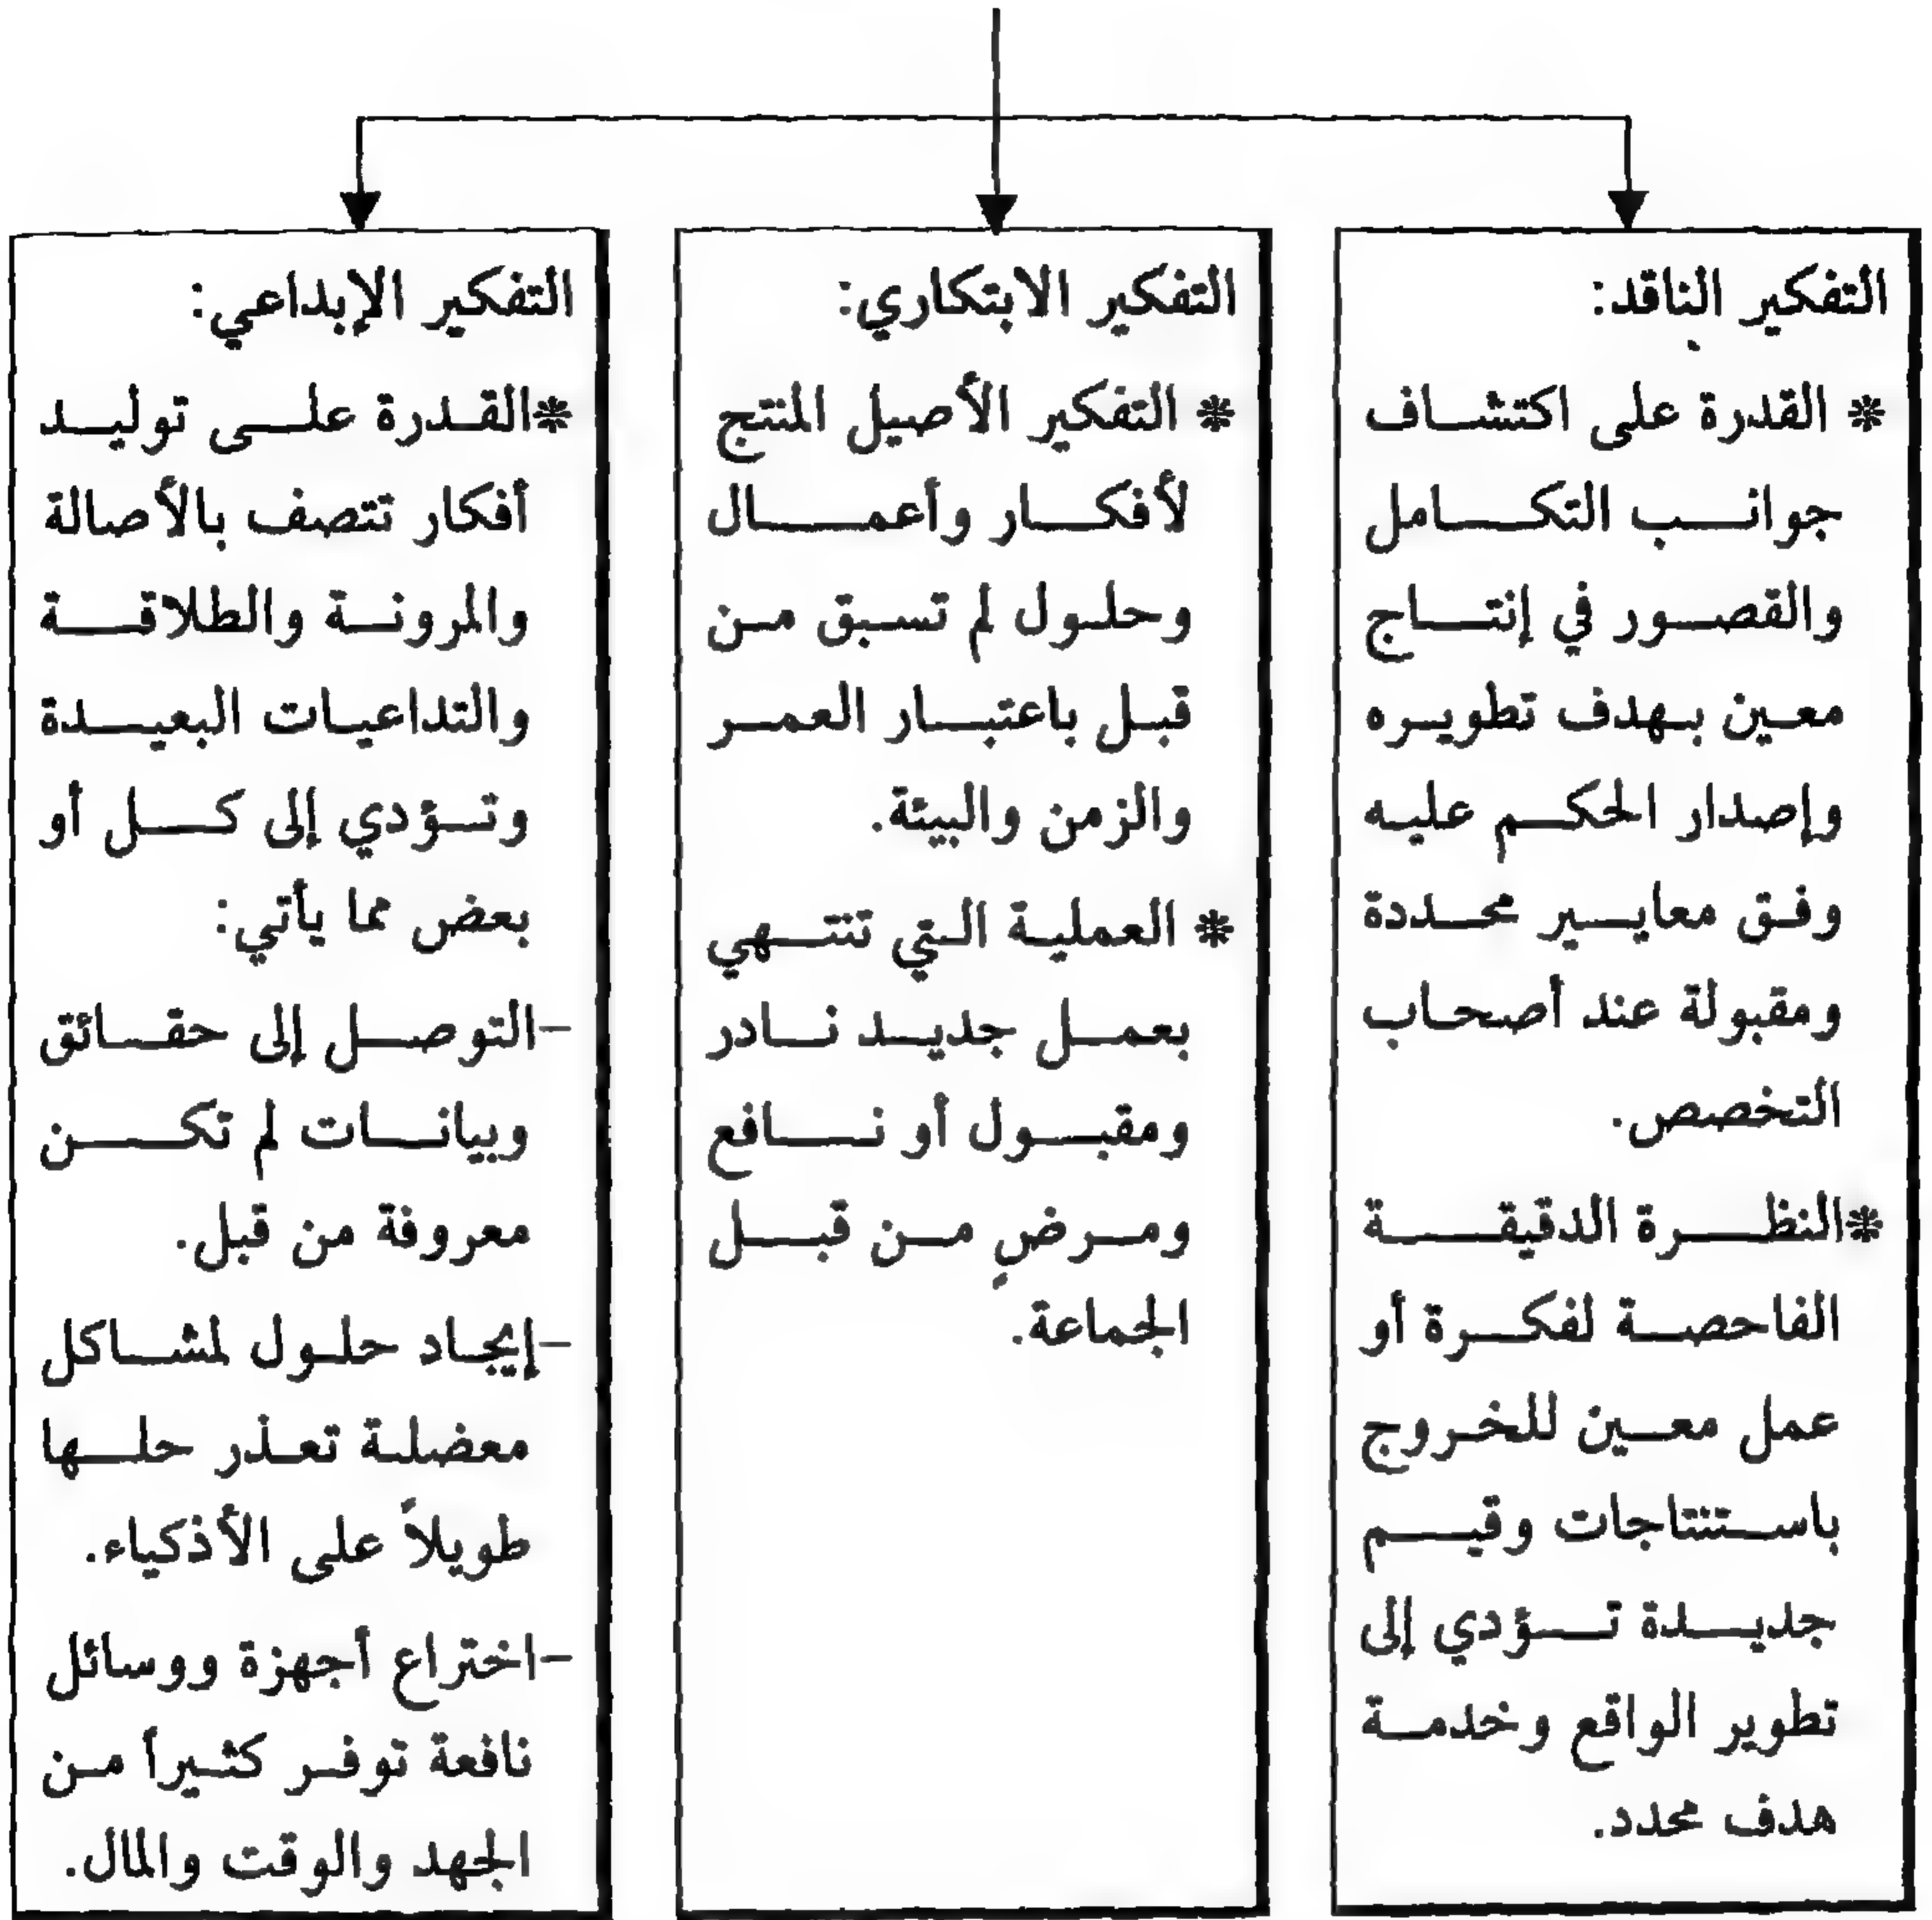 التفكير الناقد:
* القدرة على اكتشاف
جوانب التكامل
والقصور في إنتاج
معين بهدف تطويره
وإصدار الحكم عليه
وفق معايير محددة
ومقبولة عند أصحاب
التخصص.
*النظرة الدقيقة
الفاحصة لفكرة أو
عمل معين للخروج
باستنتاجات وقيم
جديدة تؤدي إلى
تطوير الواقع وخدمة
هدف محدد.
التفكير الابتكاري:
* التفكير الأصيل المنتج
لأفكار وأعمال
وحلول لم تسبق من
قبل باعتبار العمر
والزمن والبيئة.
* العملية التي تنتهي
بعمل جديد نادر
ومقبول أو نافع
ومرضٍ من قبل
الجماعة.
التفكير الإبداعي:
*القدرة على توليد
أفكار تتصف بالأصالة
والمرونة والطلاقة
والتداعيات البعيدة
وتؤدي إلى كل أو
بعض مما يأتي:
-التوصل إلى حقائق
وبيانات لم تكن
معروفة من قبل.
-إيجاد حلول لمشاكل
معضلة تعذر حلها
طويلاً على الأذكياء.
-اختراع أجهزة ووسائل
نافعة توفر كثيراً من
الجهد والوقت والمال.